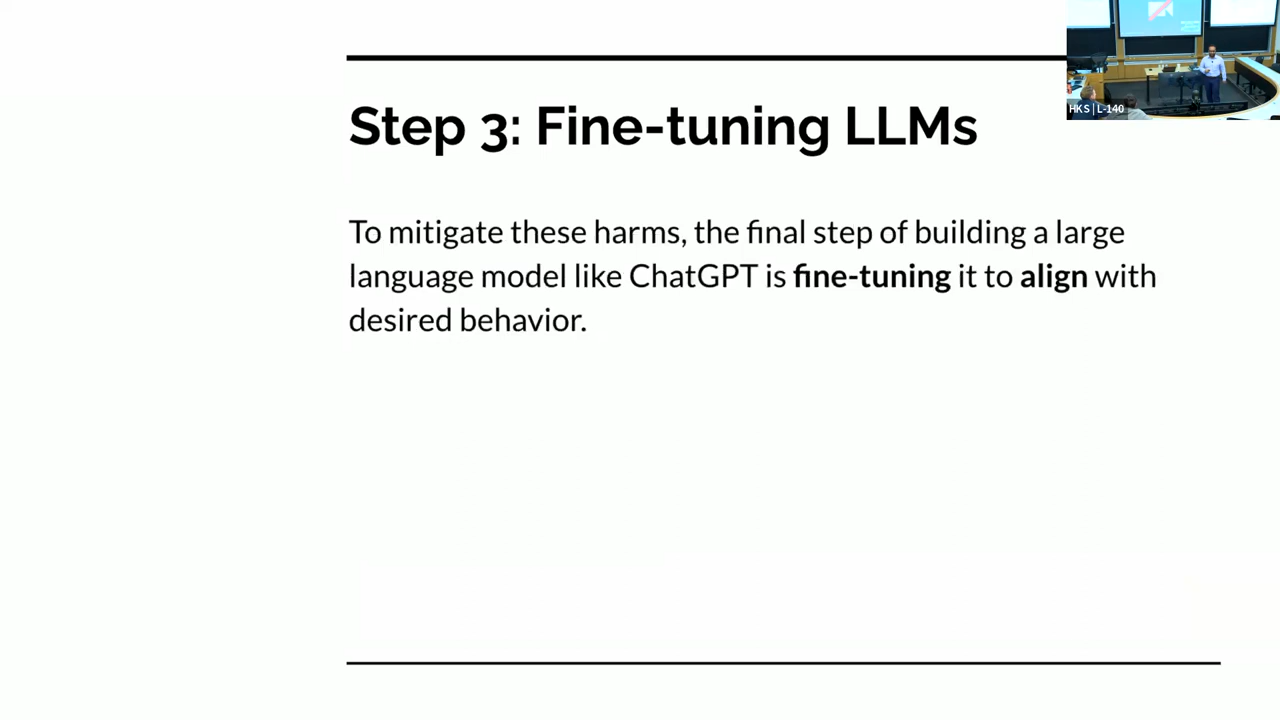 Step 3: Fine-tuning LLMs
To mitigate these harms, the final step of building a large
language model like ChatGPT is fine-tuning it to align with
desired behavior.
HKS | L-140